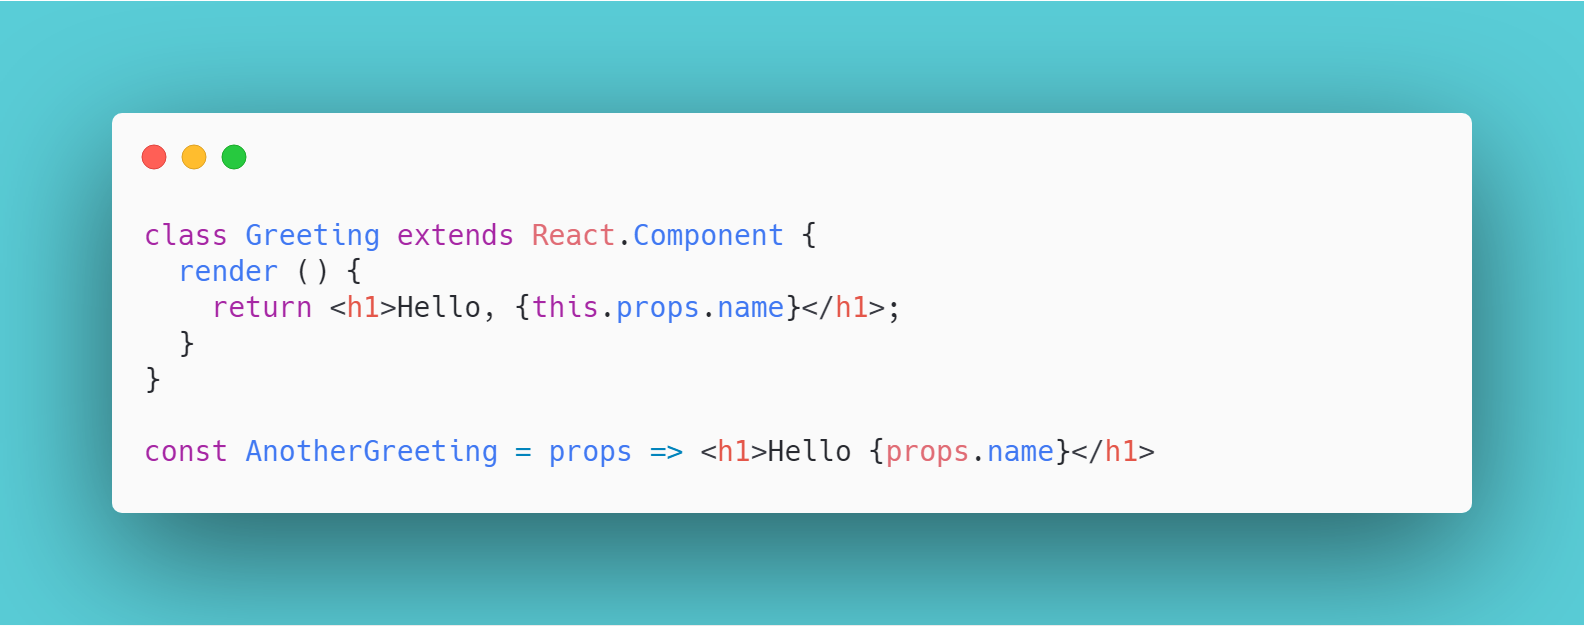 class Greeting extends React.Component {
  render () {
    return <h1>Hello, {this.props.name}</h1>;
  }
}

const AnotherGreeting = props => <h1>Hello {props.name}</h1>